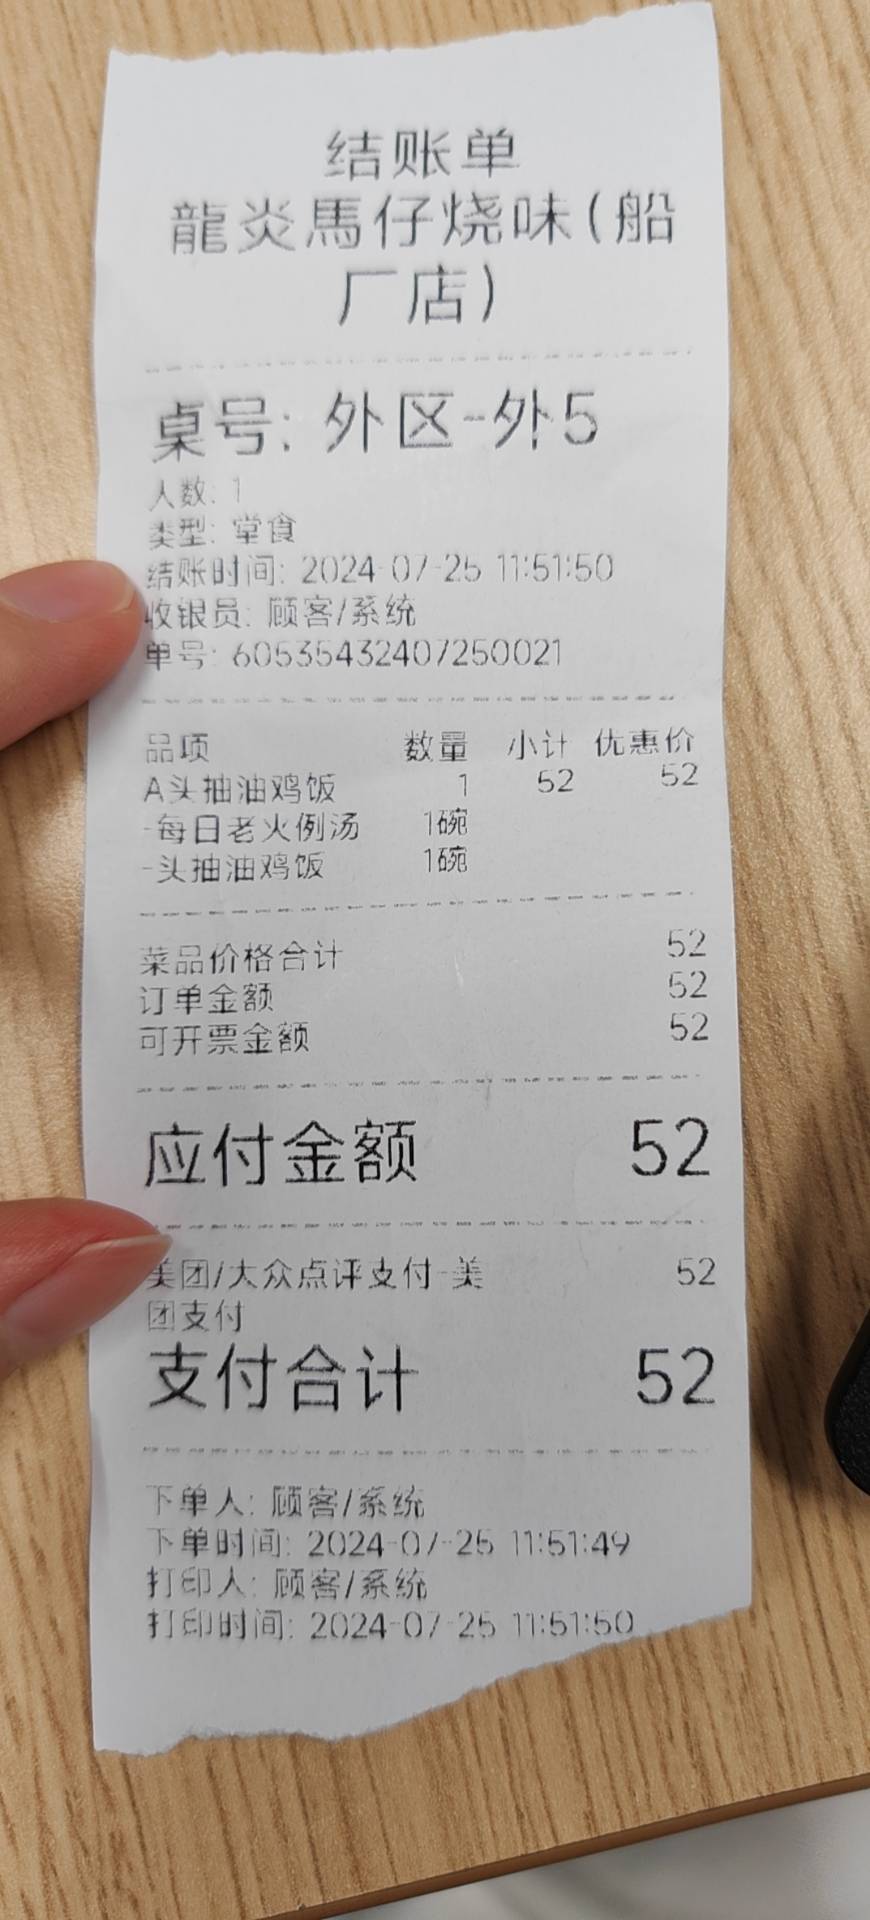 结账单
龍炎馬仔烧味(船
厂店)
桌号: 外区-外5
人数: 1
类型: 堂食
结账时间: 2024-07-25 11:51:50
收银员: 顾客/系统
单号: 60535432407250021
品项 数量 小计 优惠价
A头抽油鸡饭 1 52 52
-每日老火例汤 1碗
-头抽油鸡饭 1碗
菜品价格合计 52
订单金额 52
可开票金额 52
应付金额 52
美团/大众点评支付-美 52
团支付
支付合计 52
下单人: 顾客/系统
下单时间: 2024-07-25 11:51:49
打印人: 顾客/系统
打印时间: 2024-07-25 11:51:50